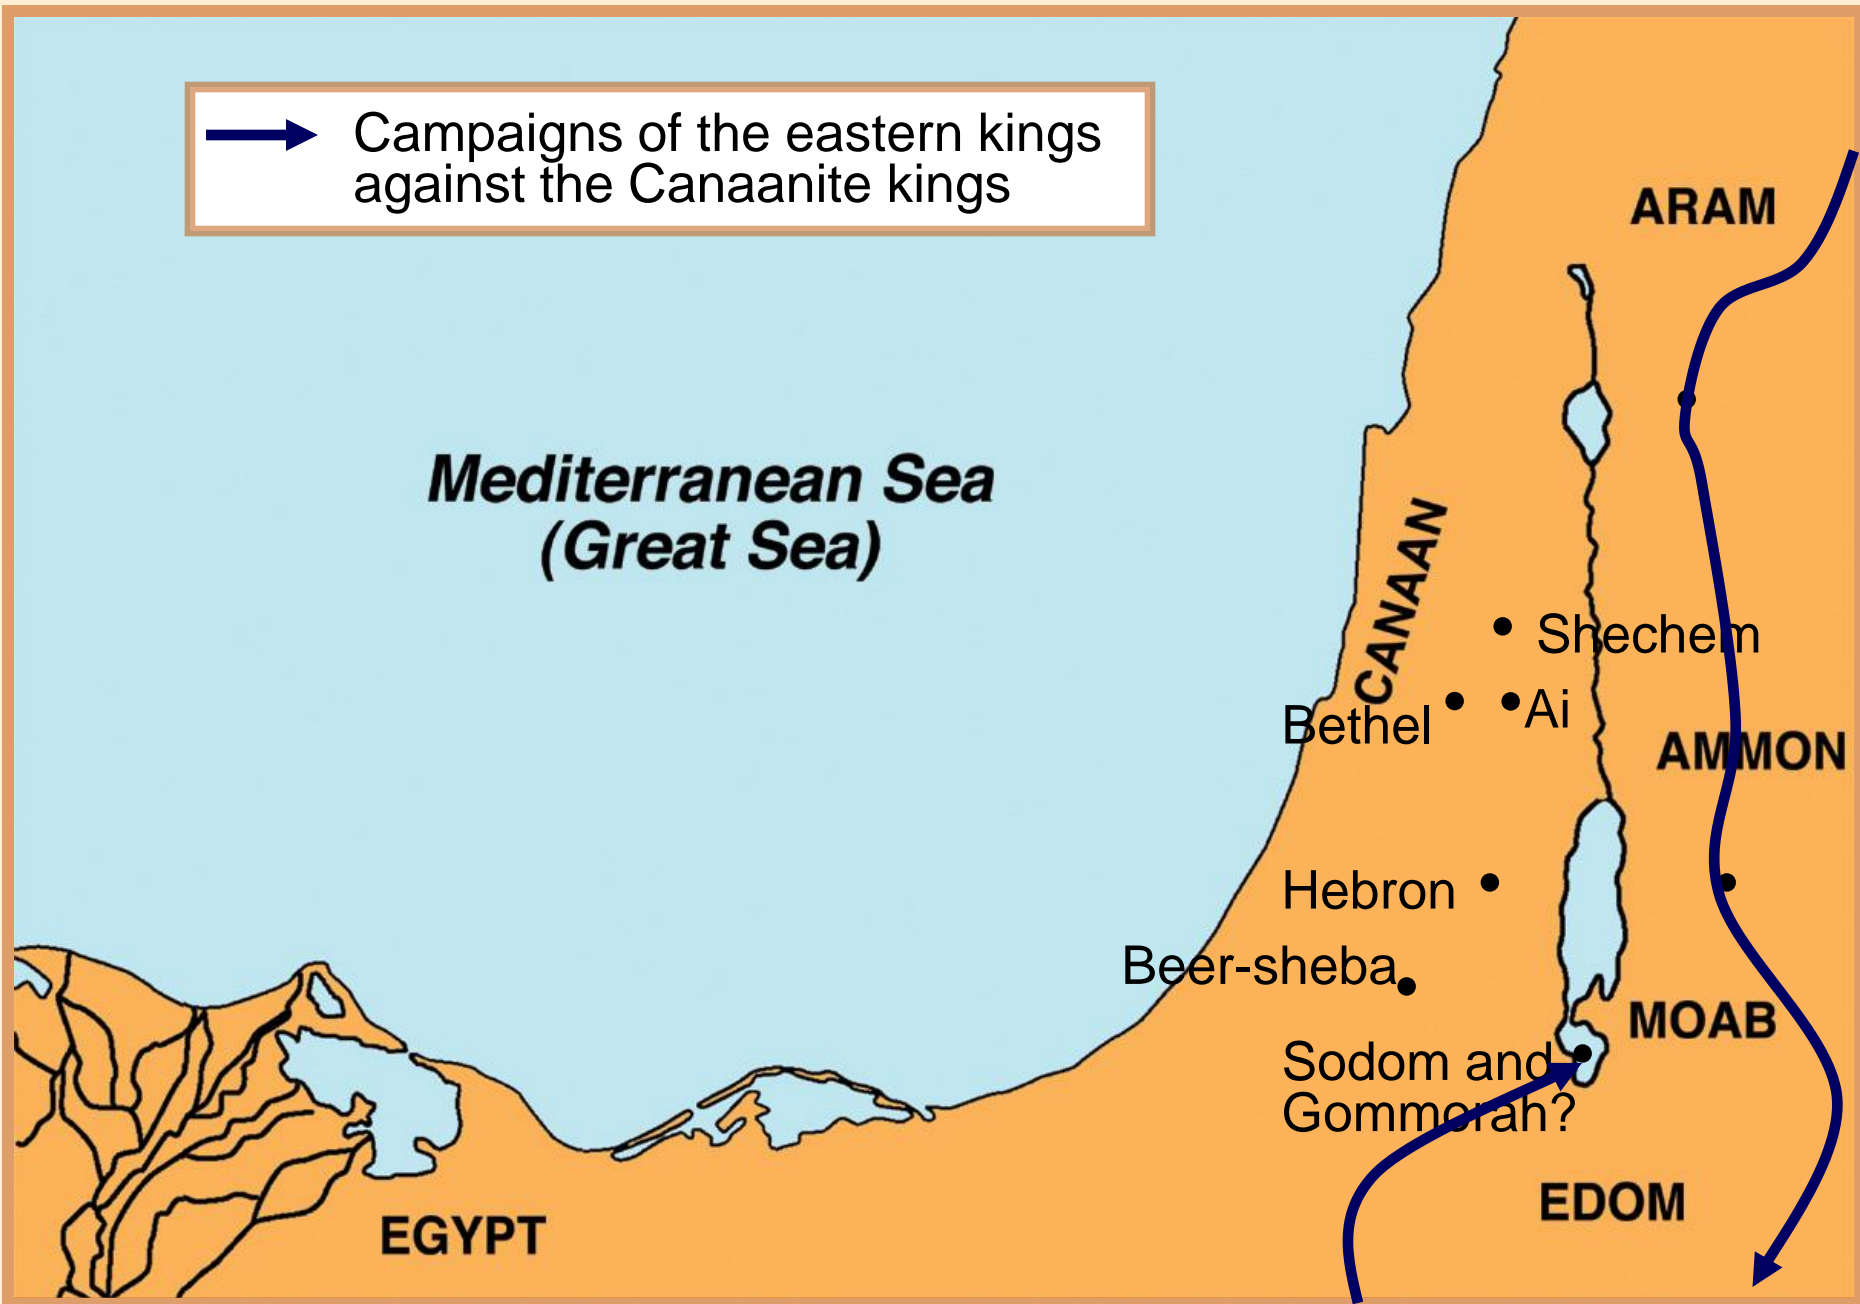 Campaigns of the eastern kings
against the Canaanite kings
ARAM
Mediterranean Sea
(Great Sea)
CANAAN
Shechem
Bethel
Ai
AMMON
Hebron
Beer-sheba
MOAB
Sodom and
Gommorah?
EDOM
EGYPT